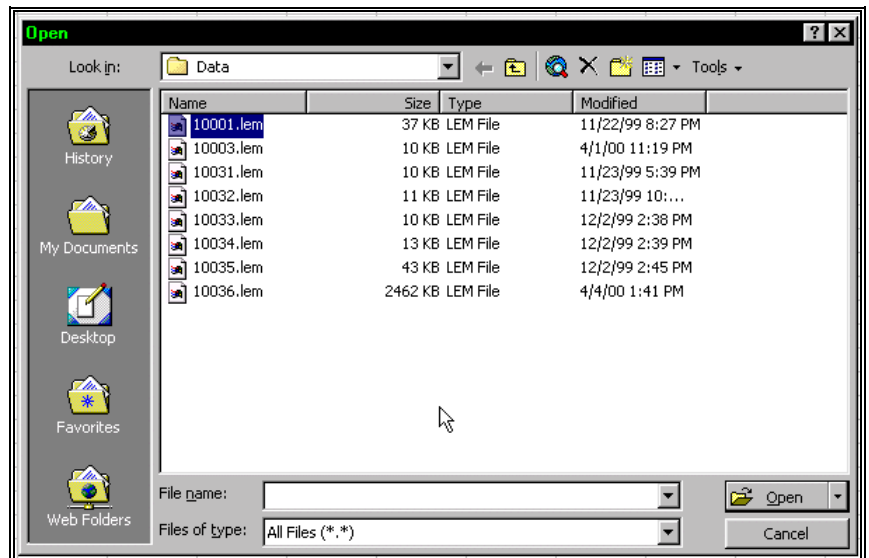 Open
Look in: Data Tools
Name Size Type Modified
10001.lem 37 KB LEM File 11/22/99 8:27 PM
10003.lem 10 KB LEM File 4/1/00 11:19 PM
10031.lem 10 KB LEM File 11/23/99 5:39 PM
10032.lem 11 KB LEM File 11/23/99 10:...
10033.lem 10 KB LEM File 12/2/99 2:38 PM
10034.lem 13 KB LEM File 12/2/99 2:39 PM
10035.lem 43 KB LEM File 12/2/99 2:45 PM
10036.lem 2462 KB LEM File 4/4/00 1:41 PM
History
My Documents
Desktop
Favorites
Web Folders
File name: Open
Files of type: All Files (*.*) Cancel